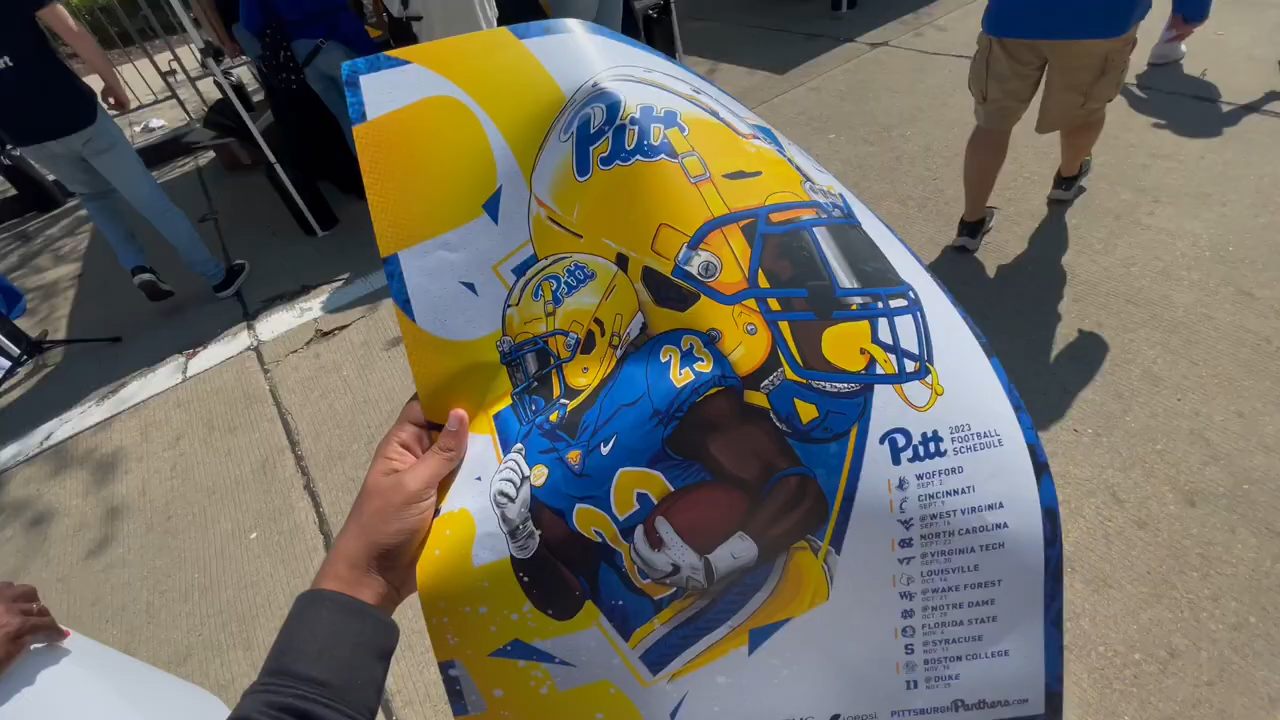 Pitt
Pitt
23
23
Pitt 2023
FOOTBALL
SCHEDULE
WOFFORD
SEPT. 2
CINCINNATI
SEPT. 9
@WEST VIRGINIA
SEPT. 16
NORTH CAROLINA
SEPT. 23
@VIRGINIA TECH
SEPT. 30
LOUISVILLE
OCT. 14
@WAKE FOREST
OCT. 21
@NOTRE DAME
OCT. 28
FLORIDA STATE
NOV. 4
@SYRACUSE
NOV. 11
BOSTON COLLEGE
NOV. 16
@DUKE
NOV. 25
pepsi
PITTSBURGHPanthers.COM